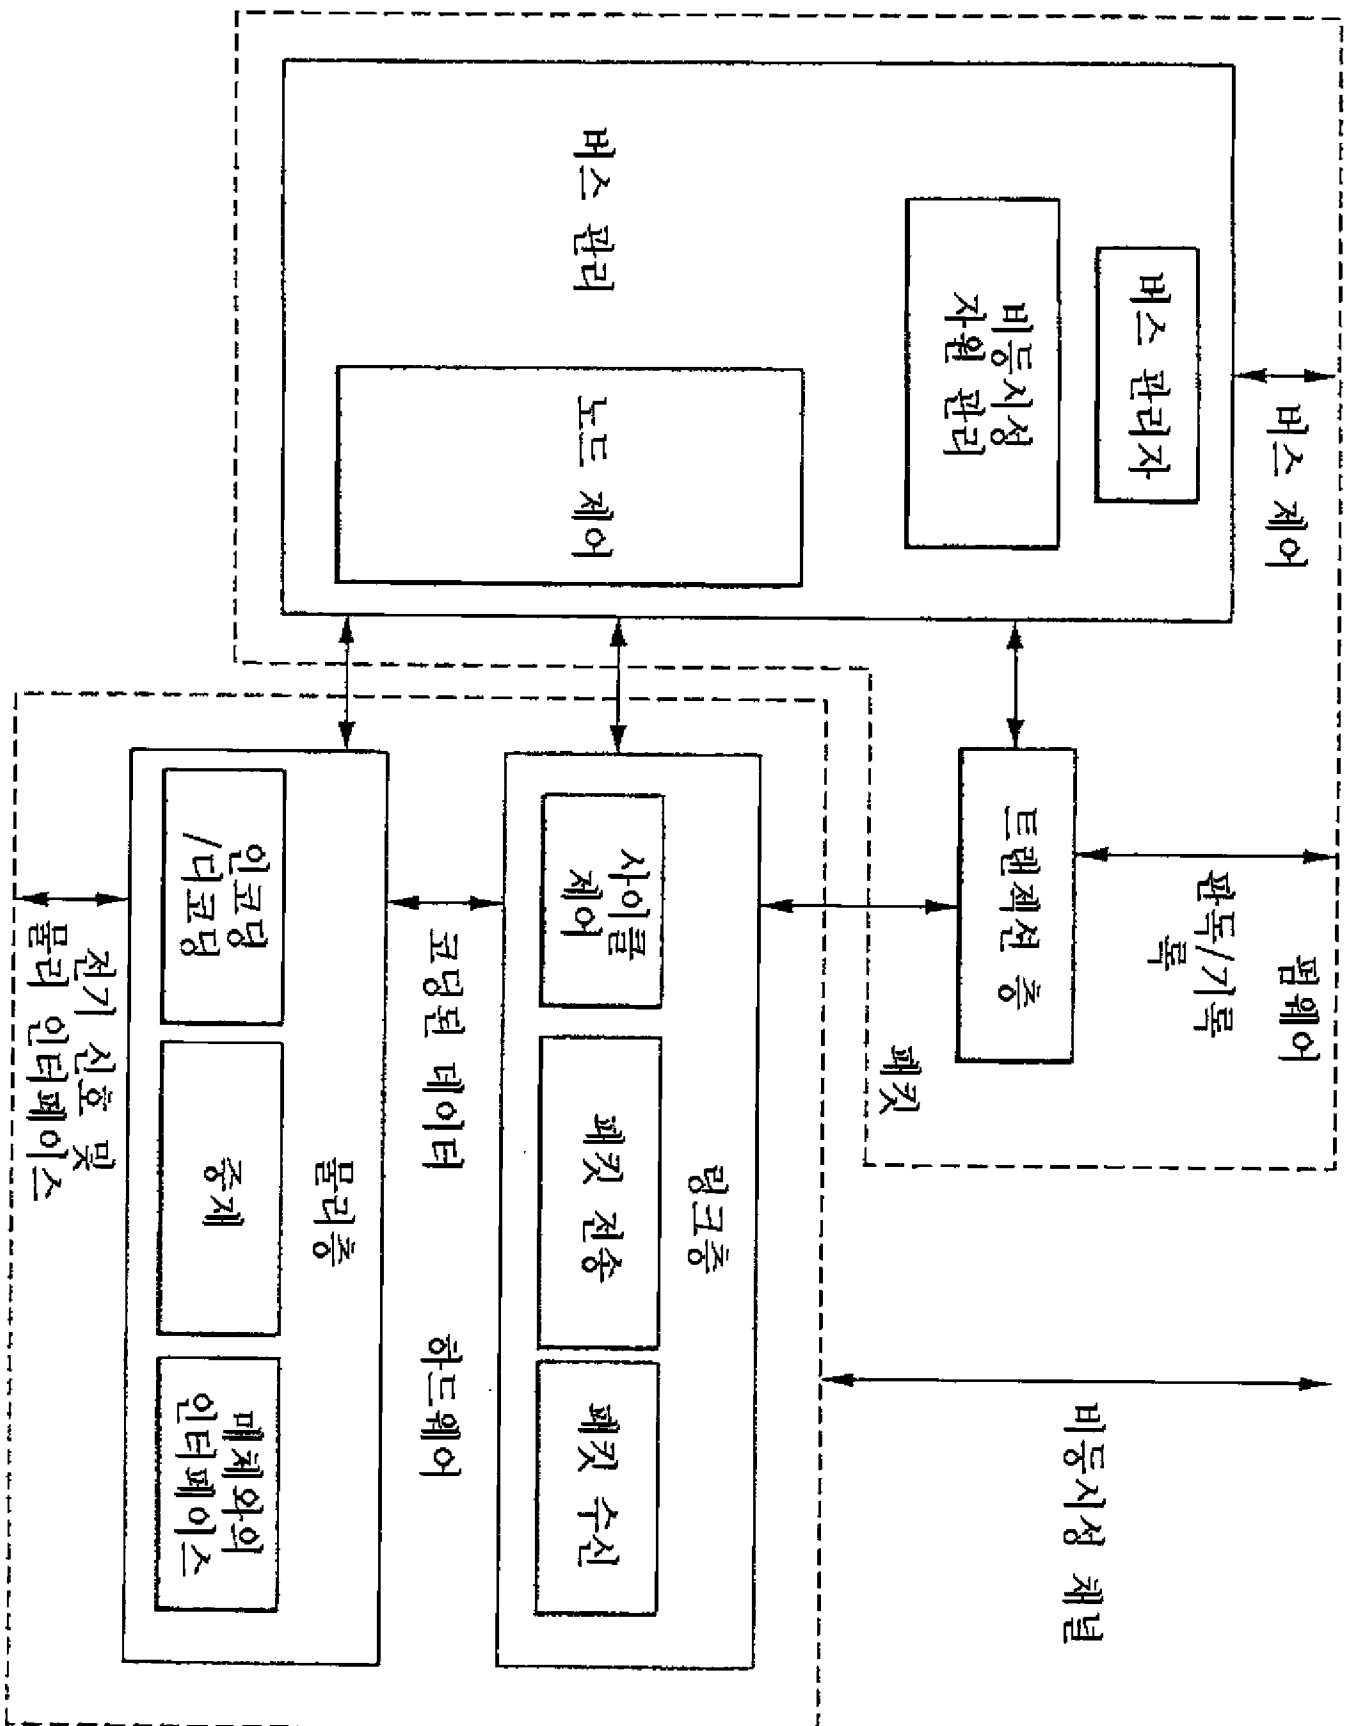 버스 제어
펌웨어
판독/기록
록
버스 관리자
비동시성
자원 관리
트랜젝션 층
비동시성 채널
패킷
버스 관리
노드 제어
링크층
사이클
제어
패킷 전송
패킷 수신
코딩된 데이터
하드웨어
물리층
인코딩
/디코딩
중재
매체와의
인터페이스
전기 신호 및
물리 인터페이스